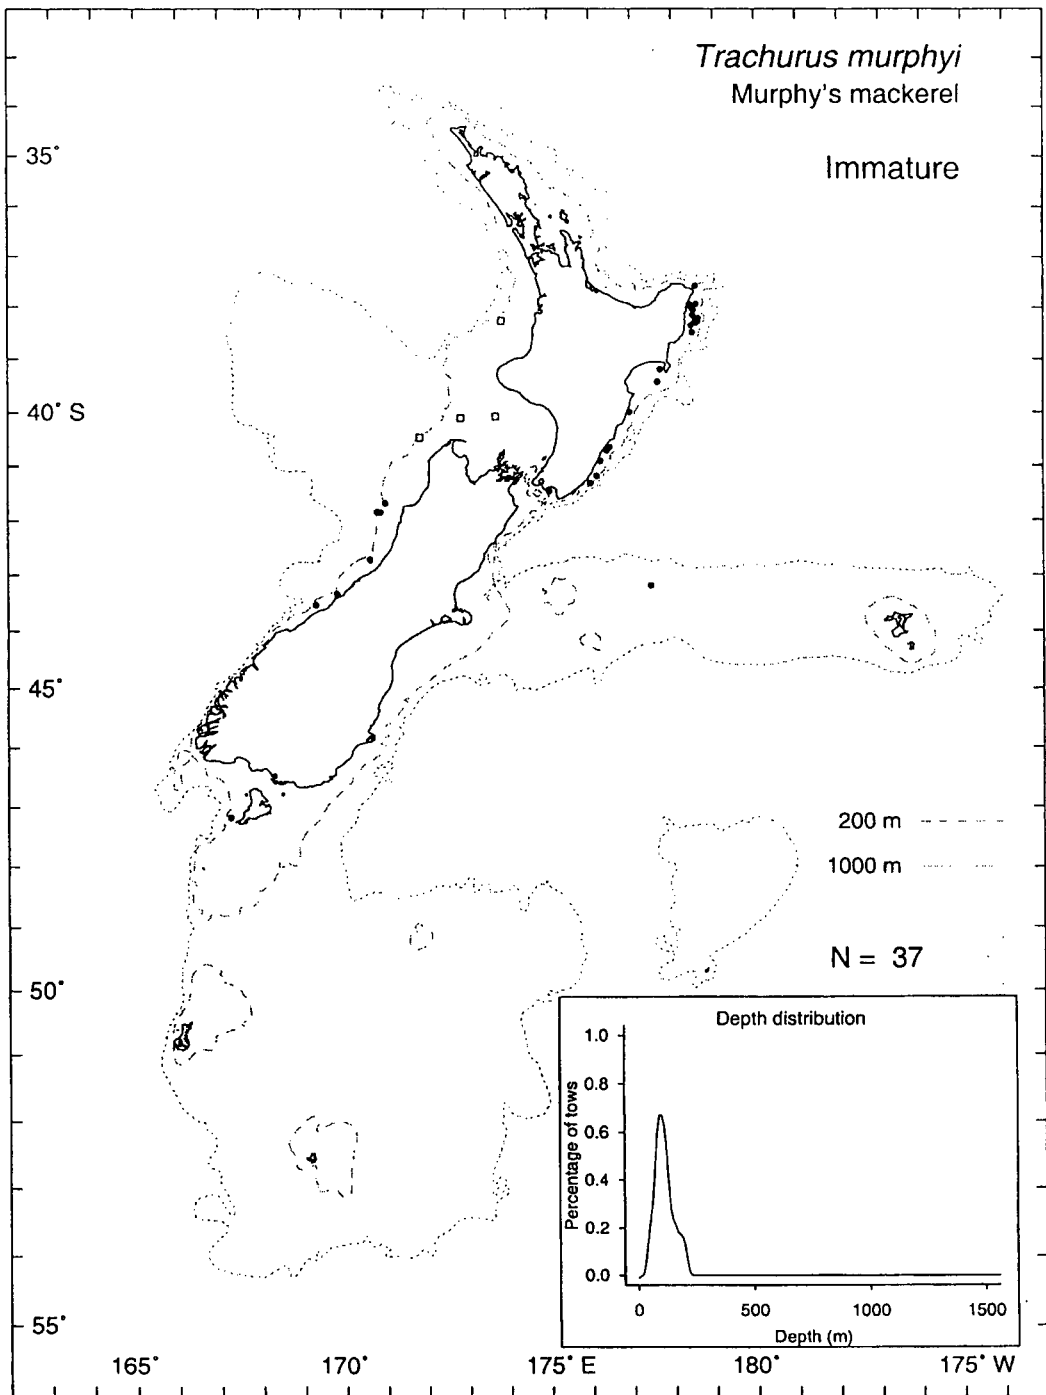 Trachurus murphyi
Murphy's mackerel
Immature
35°
40° S
45°
50°
55°
200 m
1000 m
N = 37
Depth distribution
Percentage of tows
1.0
0.8
0.6
0.4
0.2
0.0
0 500 1000 1500
Depth (m)
165° 170° 175° E 180° 175° W